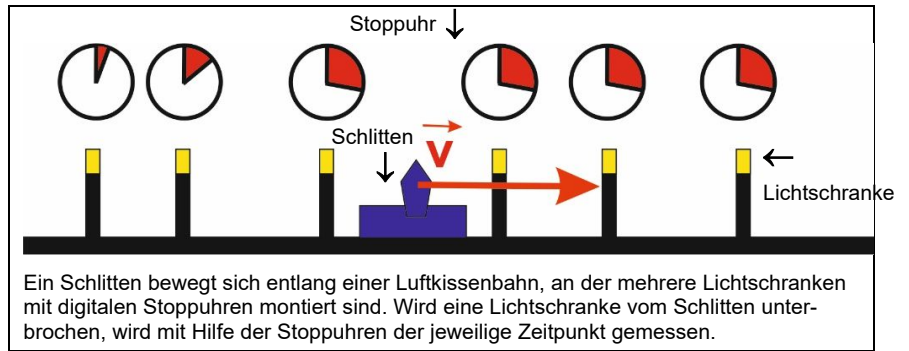 Stoppuhr
Schlitten
V
Lichtschranke
Ein Schlitten bewegt sich entlang einer Luftkissenbahn, an der mehrere Lichtschranken
mit digitalen Stoppuhren montiert sind. Wird eine Lichtschranke vom Schlitten unter-
brochen, wird mit Hilfe der Stoppuhren der jeweilige Zeitpunkt gemessen.